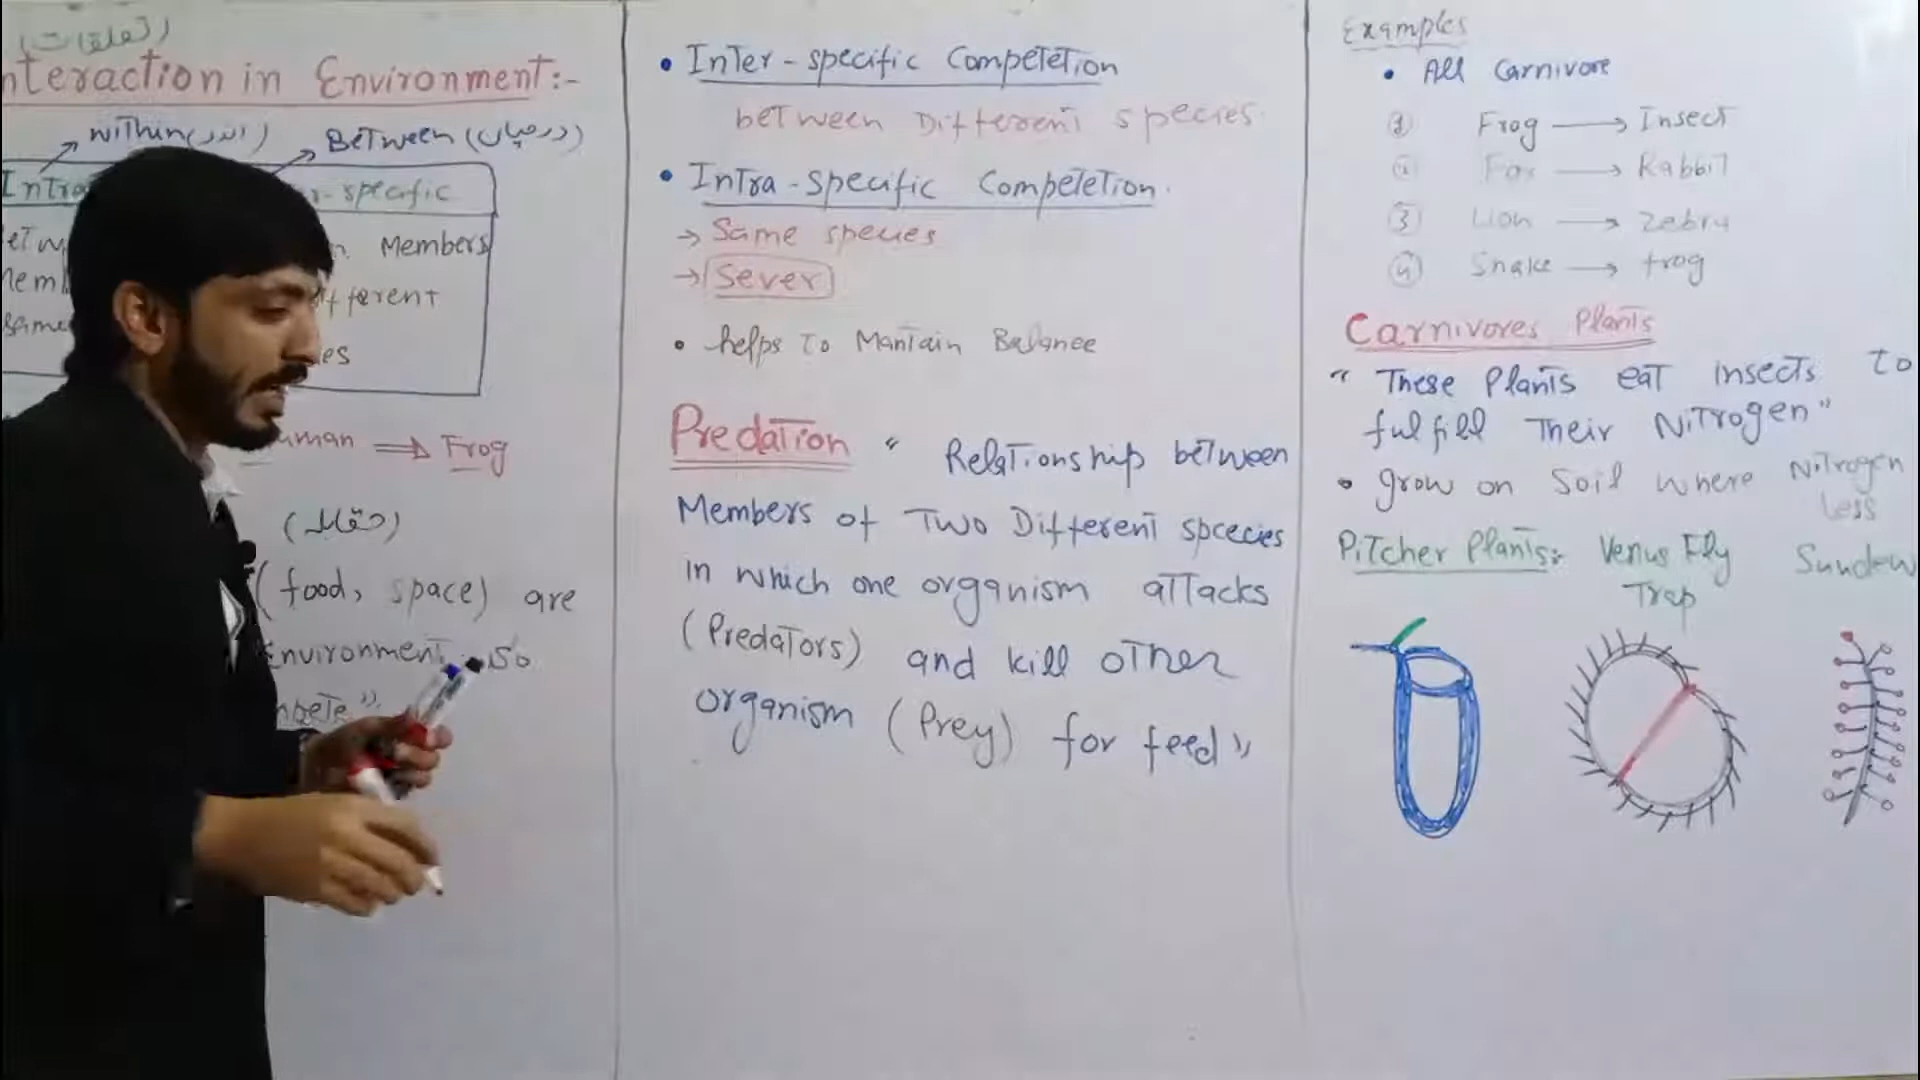 (تعلقات)
nteraction in Environment:-
within (اندر)
Between (درمیان)
Intra
r-specific
Members
fferent
es
uman ⇒ Frog
(مقابلہ)
(food, space) are
Environment. so
mpete"
• Inter-specific Competetion
between Different species.
• Intra-specific Competetion.
→ Same species
→ Sever
• helps to Mantain Balance
Predation " Relationship between
Members of Two Different spcecies
in which one organism attacks
(Predators) and kill other
organism (Prey) for feed"
Examples
• All Carnivore
① Frog → Insect
② Fox → Rabbit
③ Lion → Zebra
④ Snake → frog
Carnivores Plants
" These Plants eat insects to
fulfill Their Nitrogen"
• grow on Soil where Nitrogen
less
Pitcher Plants:- Venus Fly Sundew
Trap